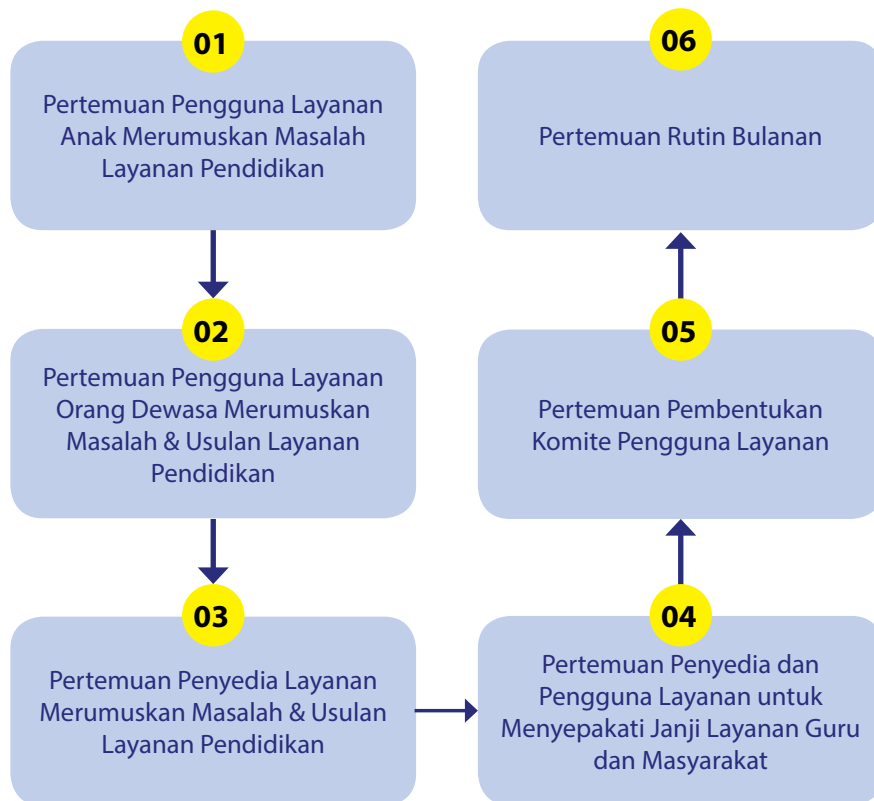 01
Pertemuan Pengguna Layanan
Anak Merumuskan Masalah
Layanan Pendidikan
02
Pertemuan Pengguna Layanan
Orang Dewasa Merumuskan
Masalah & Usulan Layanan
Pendidikan
03
Pertemuan Penyedia Layanan
Merumuskan Masalah & Usulan
Layanan Pendidikan
04
Pertemuan Penyedia dan
Pengguna Layanan untuk
Menyepakati Janji Layanan Guru
dan Masyarakat
05
Pertemuan Pembentukan
Komite Pengguna Layanan
06
Pertemuan Rutin Bulanan